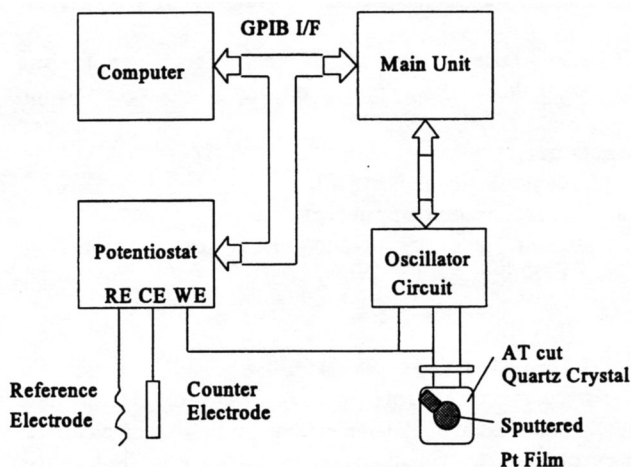 GPIB I/F
Computer
Main Unit
Potentiostat
RE CE WE
Oscillator
Circuit
Reference
Electrode
Counter
Electrode
AT cut
Quartz Crystal
Sputtered
Pt Film